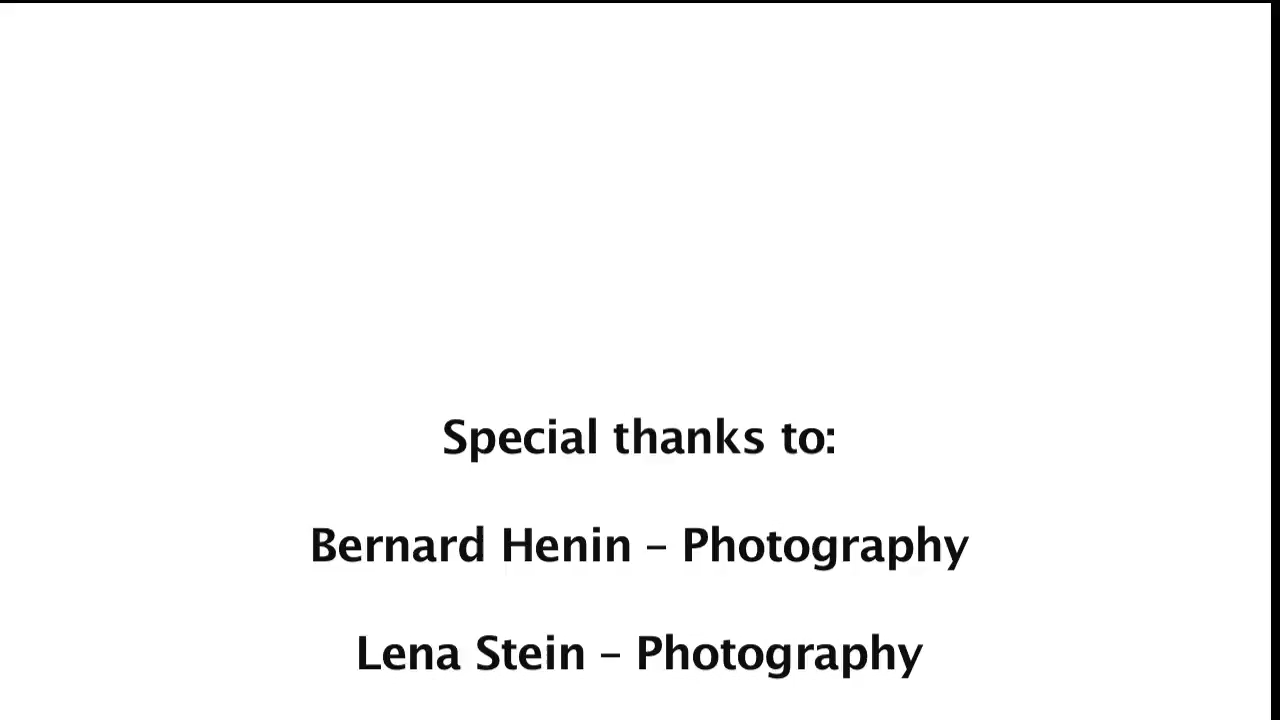 Special thanks to:
Bernard Henin – Photography
Lena Stein – Photography